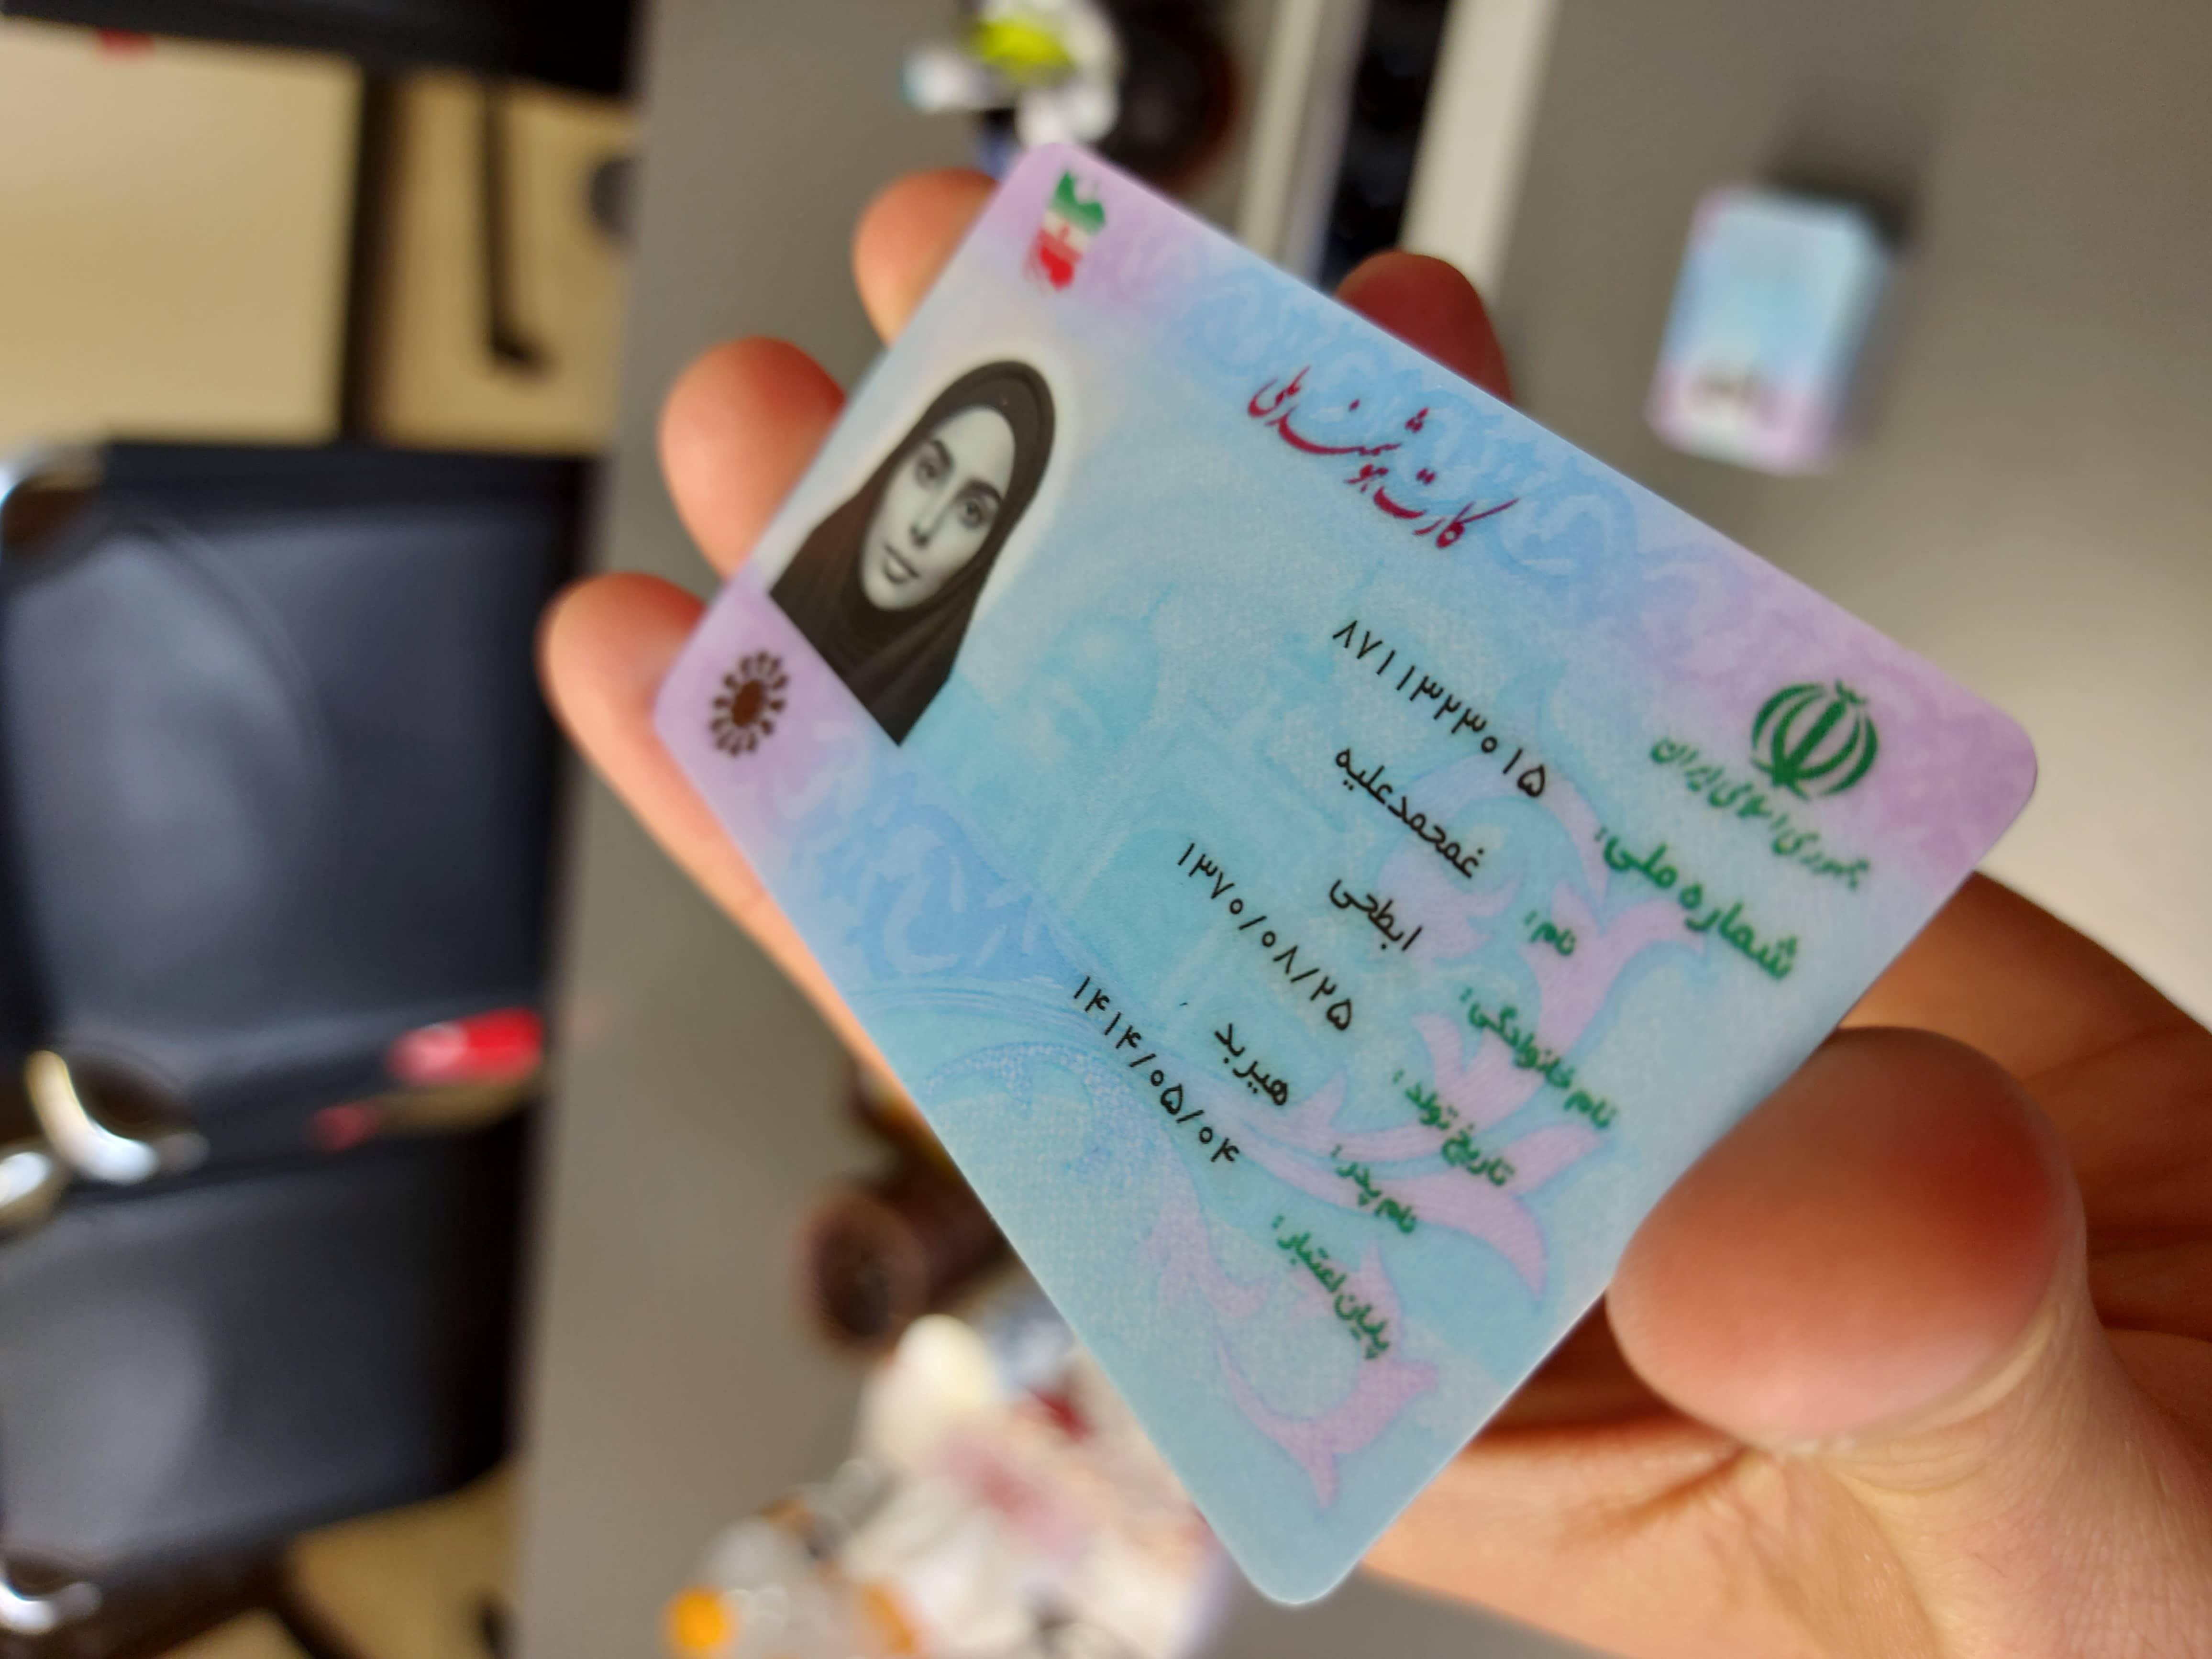 کارت هوشمند ملی
جمهوری اسلامی ایران
شماره ملی: ۸۷۱۱۳۲۳۰۱۵
نام: غمحمدعلیه
نام خانوادگی: ابطحی
تاریخ تولد: ۱۳۷۰/۰۸/۲۵
نام پدر: هیربد
پایان اعتبار: ۱۴۱۴/۰۵/۰۴